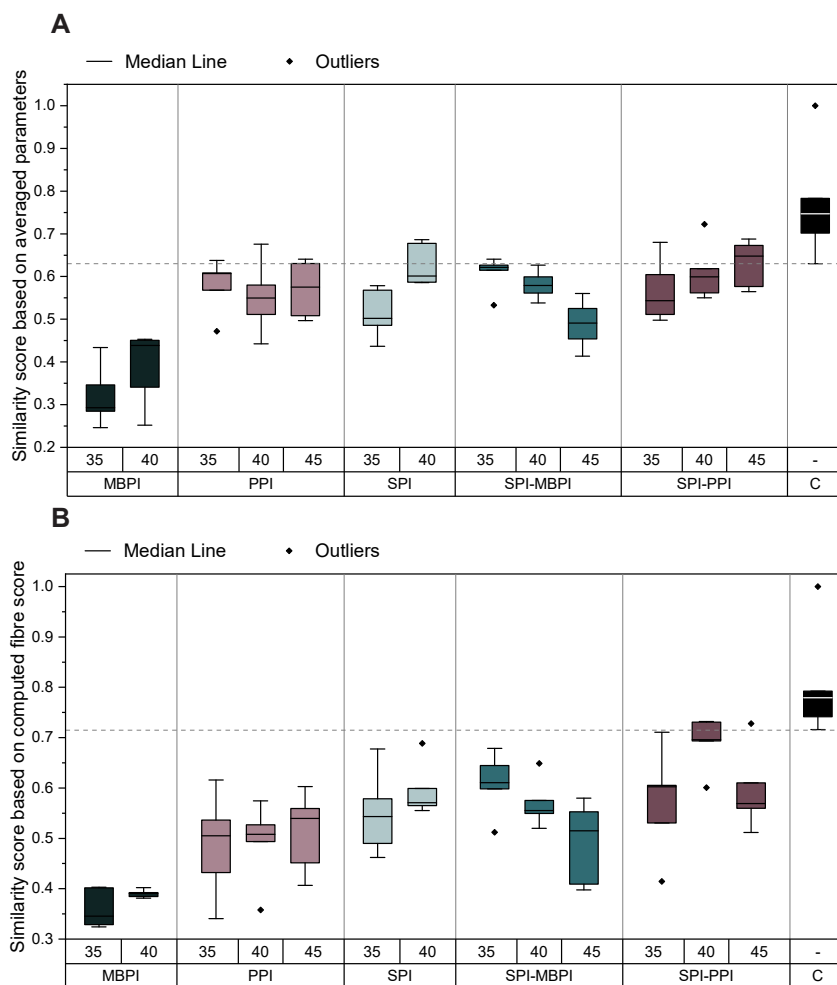 A
Median Line Outliers
Similarity score based on averaged parameters
1.0
0.9
0.8
0.7
0.6
0.5
0.4
0.3
0.2
35 40 35 40 45 35 40 35 40 45 35 40 45 -
MBPI PPI SPI SPI-MBPI SPI-PPI C
B
Median Line Outliers
Similarity score based on computed fibre score
1.0
0.9
0.8
0.7
0.6
0.5
0.4
0.3
35 40 35 40 45 35 40 35 40 45 35 40 45 -
MBPI PPI SPI SPI-MBPI SPI-PPI C